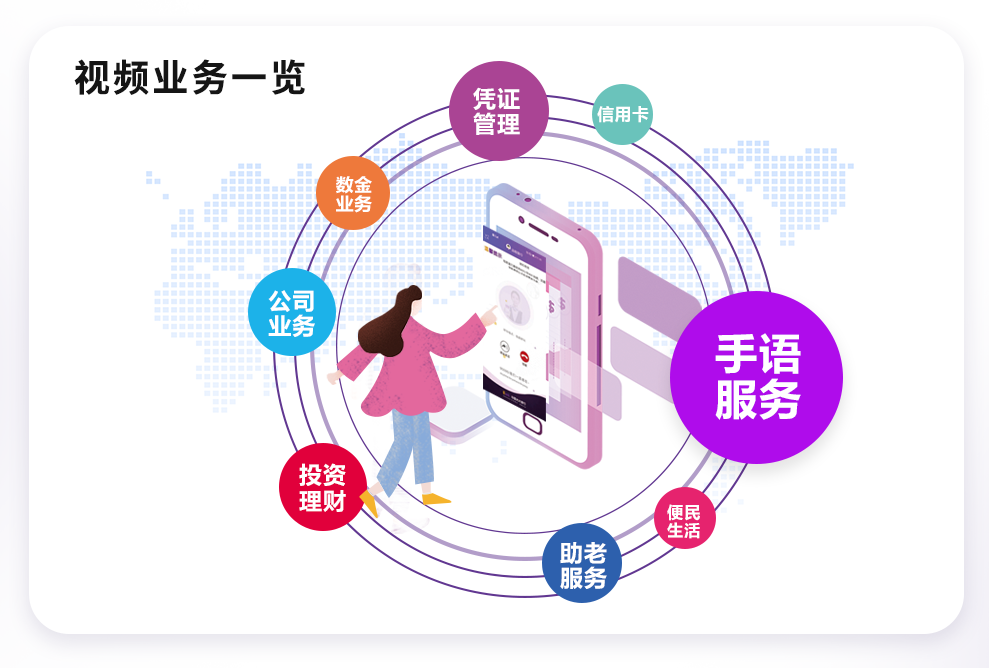 视频业务一览
凭证
管理
信用卡
数金
业务
公司
业务
手语
服务
投资
理财
便民
生活
助老
服务